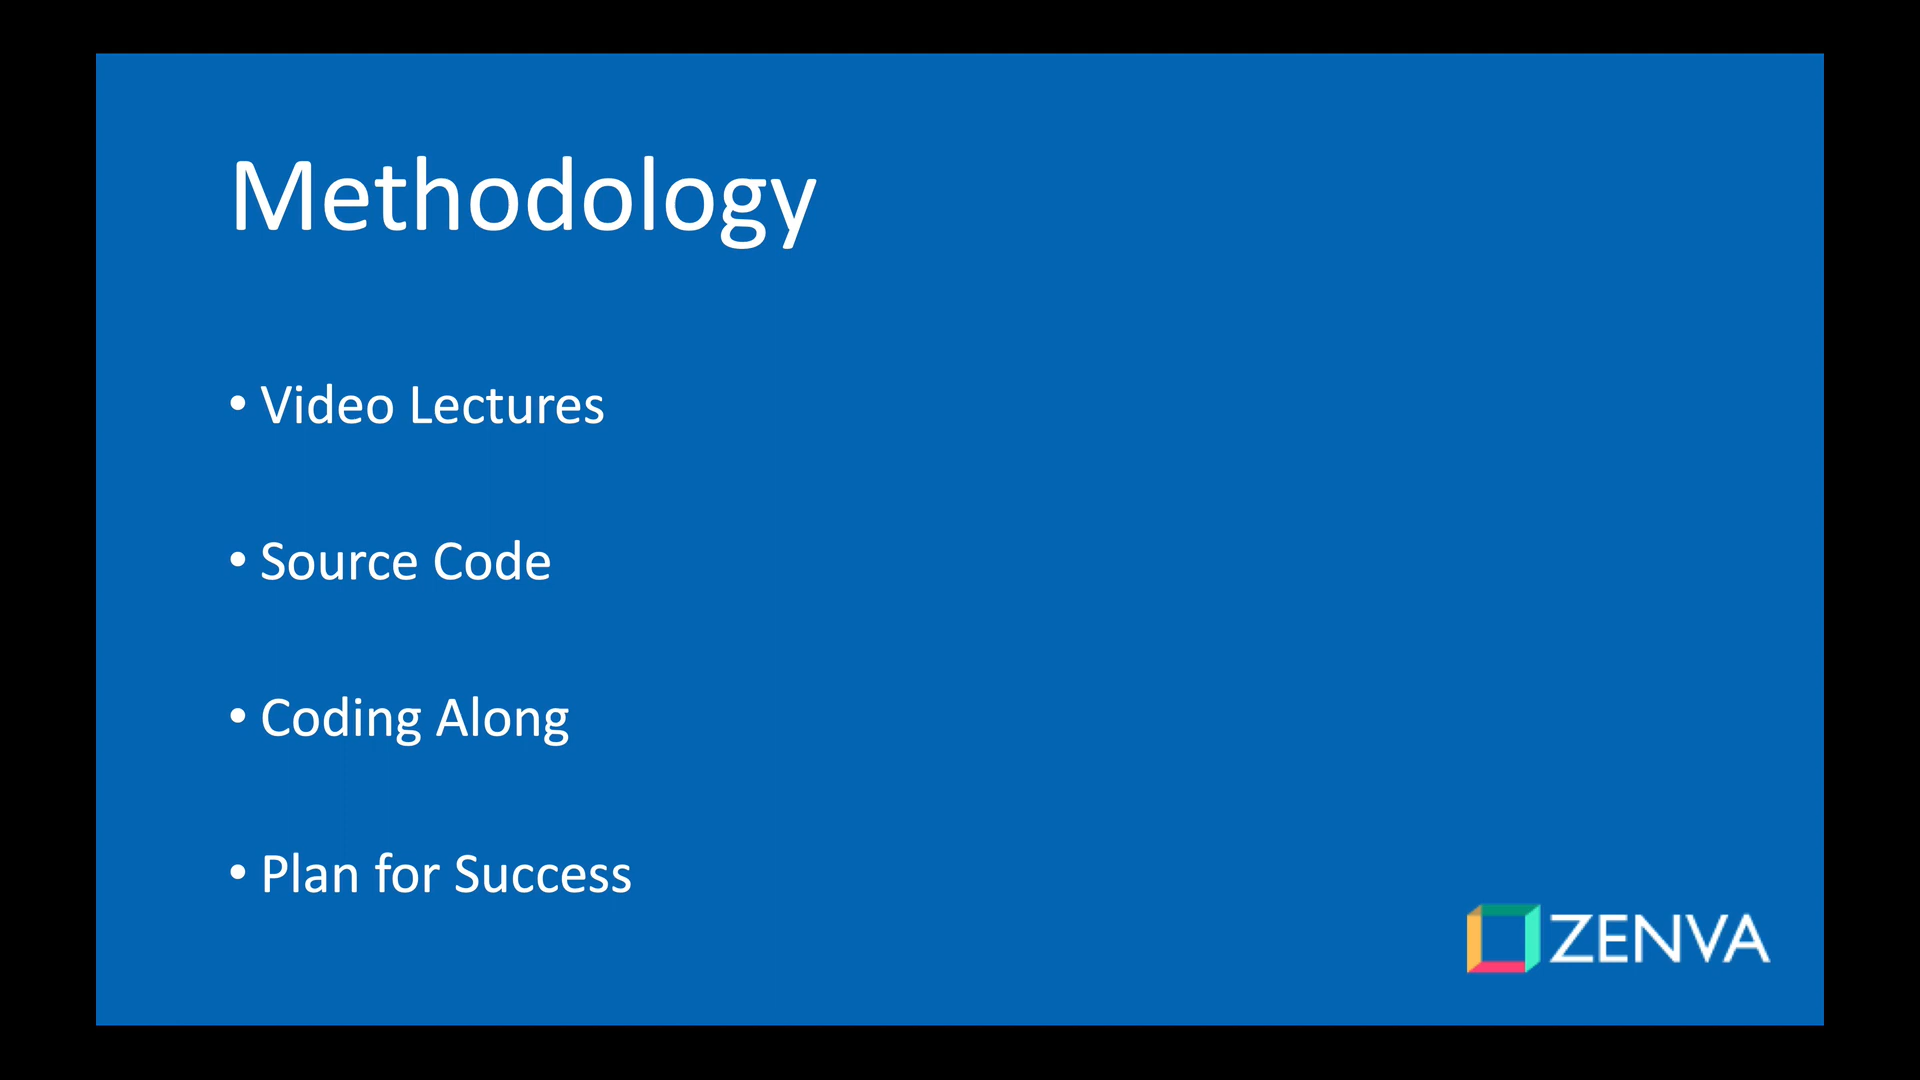 Methodology
• Video Lectures
• Source Code
• Coding Along
• Plan for Success
ZENVA